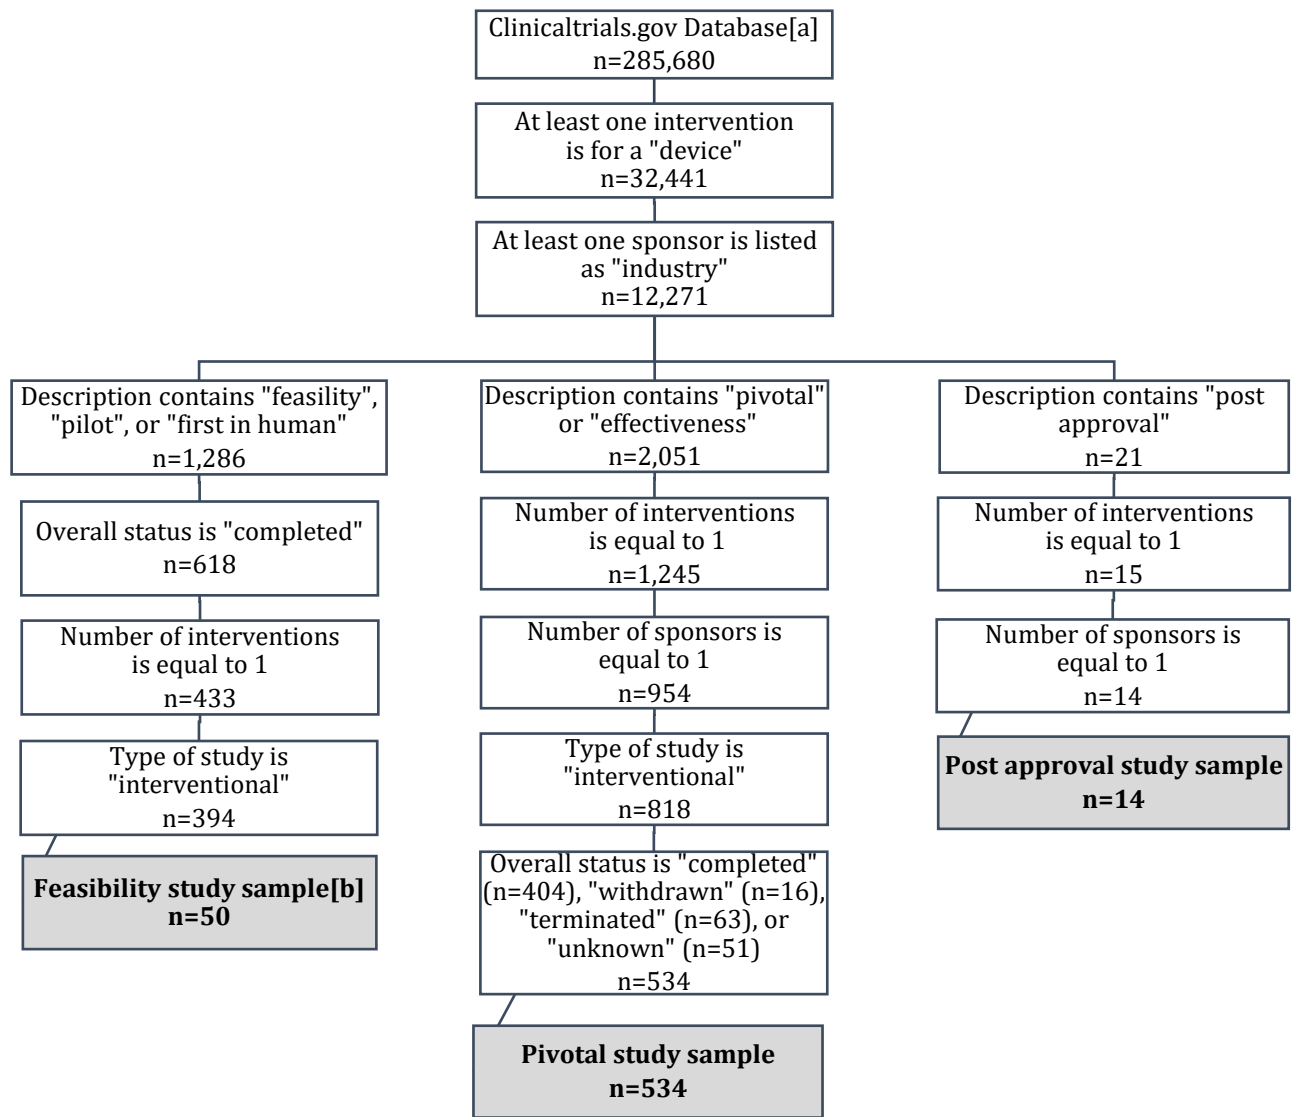 Clinicaltrials.gov Database[a]
n=285,680
At least one intervention
is for a "device"
n=32,441
At least one sponsor is listed
as "industry"
n=12,271
Description contains "feasility",
"pilot", or "first in human"
n=1,286
Overall status is "completed"
n=618
Number of interventions
is equal to 1
n=433
Type of study is
"interventional"
n=394
Feasibility study sample[b]
n=50
Description contains "pivotal"
or "effectiveness"
n=2,051
Number of interventions
is equal to 1
n=1,245
Number of sponsors is
equal to 1
n=954
Type of study is
"interventional"
n=818
Overall status is "completed"
(n=404), "withdrawn" (n=16),
"terminated" (n=63), or
"unknown" (n=51)
n=534
Pivotal study sample
n=534
Description contains "post
approval"
n=21
Number of interventions
is equal to 1
n=15
Number of sponsors is
equal to 1
n=14
Post approval study sample
n=14